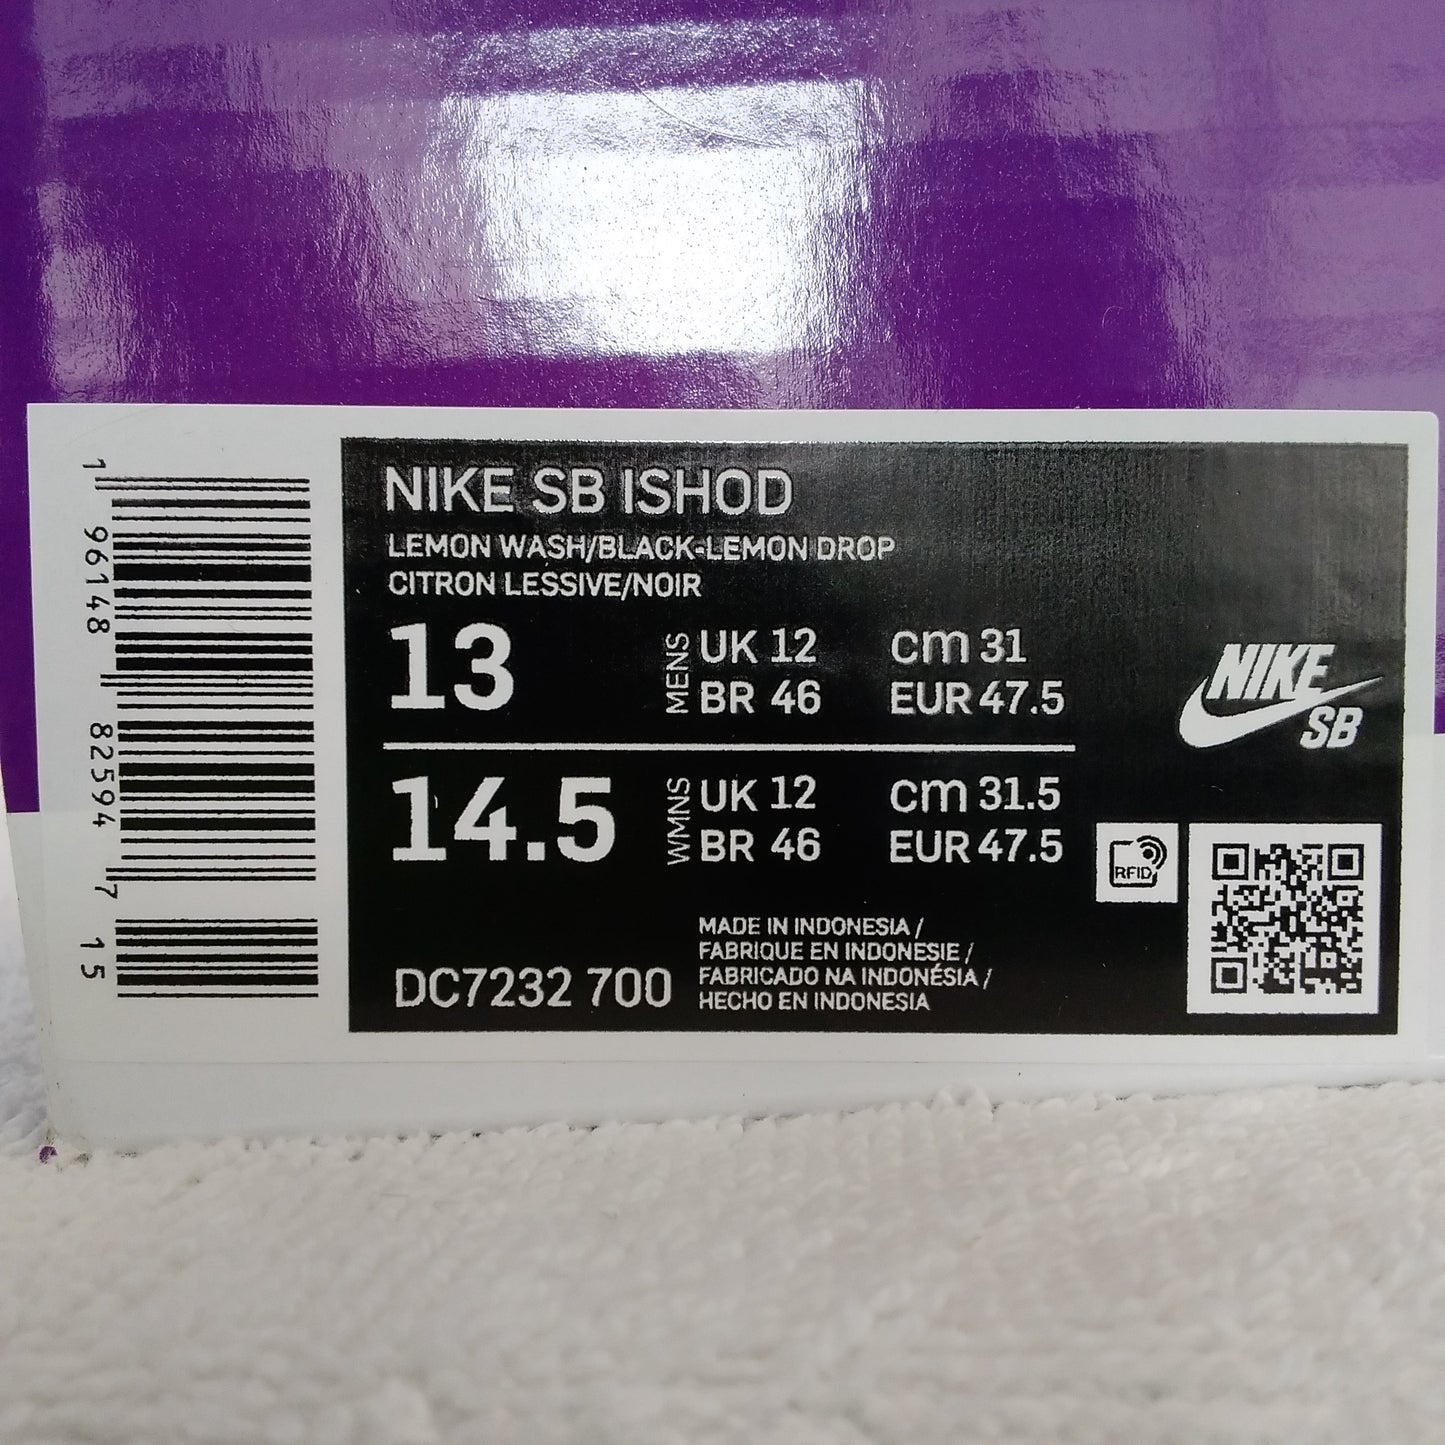 NIKE SB ISHOD
LEMON WASH/BLACK-LEMON DROP
CITRON LESSIVE/NOIR
13
MENS
UK 12 cm 31
BR 46 EUR 47.5
14.5
WMNS
UK 12 cm 31.5
BR 46 EUR 47.5
NIKE
SB
RFID
DC7232 700
MADE IN INDONESIA /
FABRIQUE EN INDONESIE /
FABRICADO NA INDONÉSIA /
HECHO EN INDONESIA
1 96148 82594 7 15